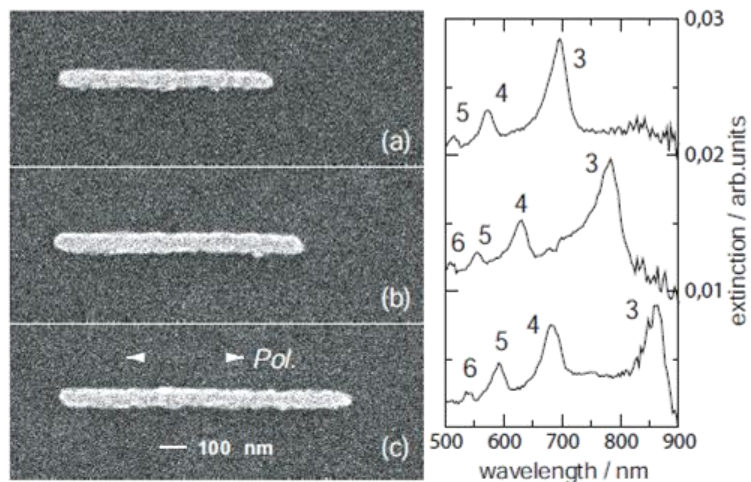 (a)
(b)
Pol.
100 nm
(c)
0,03
3
4
5
0,02
3
4
5
6
0,01
3
4
5
6
500 600 700 800 900
wavelength / nm
extinction / arb.units